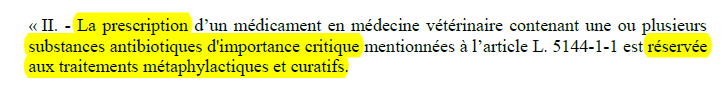 « II. - La prescription d’un médicament en médecine vétérinaire contenant une ou plusieurs
substances antibiotiques d'importance critique mentionnées à l’article L. 5144-1-1 est réservée
aux traitements métaphylactiques et curatifs.